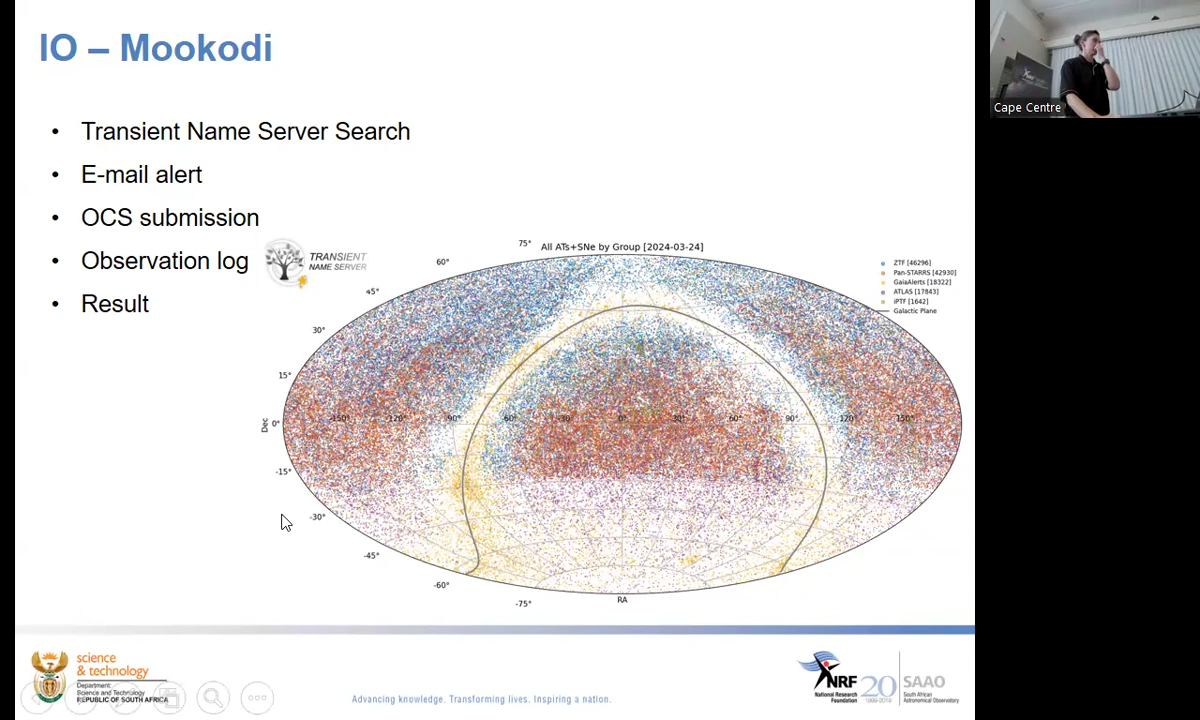 IO – Mookodi
• Transient Name Server Search
• E-mail alert
• OCS submission
• Observation log
• Result
TRANSIENT
NAME SERVER
All ATs+SNe by Group [2024-03-24]
ZTF [46296]
Pan-STARRS [42930]
GaiaAlerts [18322]
ATLAS [17843]
iPTF [1642]
Galactic Plane
75°
60°
45°
30°
15°
Dec
0°
-15°
-30°
-45°
-60°
-75°
-150°
-120°
-90°
-60°
-30°
0°
30°
60°
90°
120°
150°
RA
science
& technology
Department:
Science and Technology
REPUBLIC OF SOUTH AFRICA
Advancing knowledge. Transforming lives. Inspiring a nation.
NRF
National Research
Foundation
20
1999-2019
SAAO
South African
Astronomical Observatory
NRF
Cape Centre